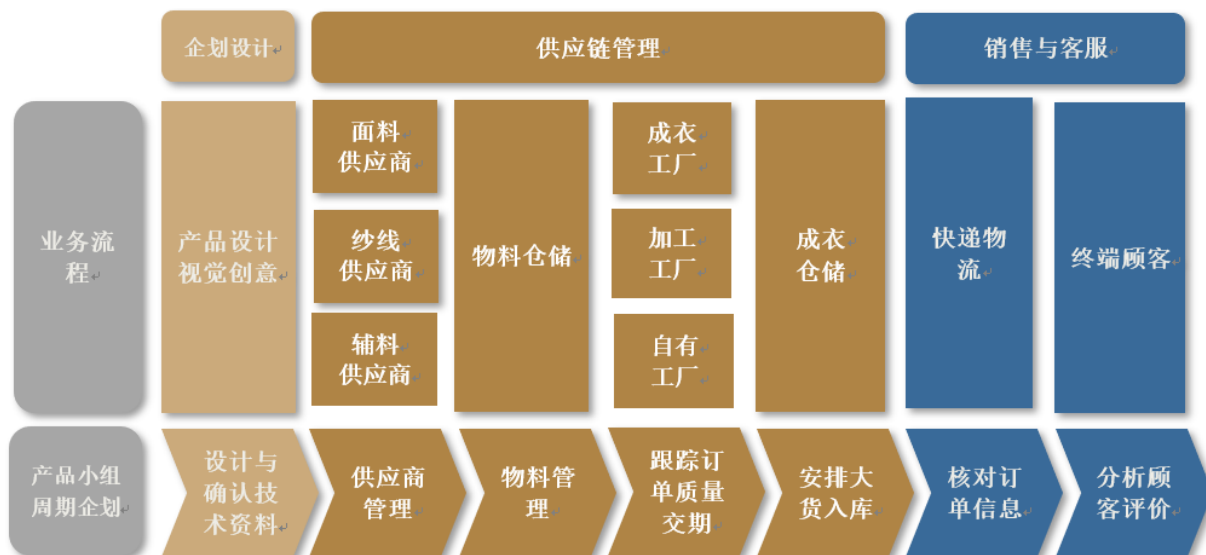 企划设计
供应链管理
销售与客服
业务流
程
产品设计
视觉创意
面料
供应商
纱线
供应商
辅料
供应商
物料仓储
成衣
工厂
加工
工厂
自有
工厂
成衣
仓储
快递物
流
终端顾客
产品小组
周期企划
设计与
确认技
术资料
供应商
管理
物料管
理
跟踪订
单质量
交期
安排大
货入库
核对订
单信息
分析顾
客评价